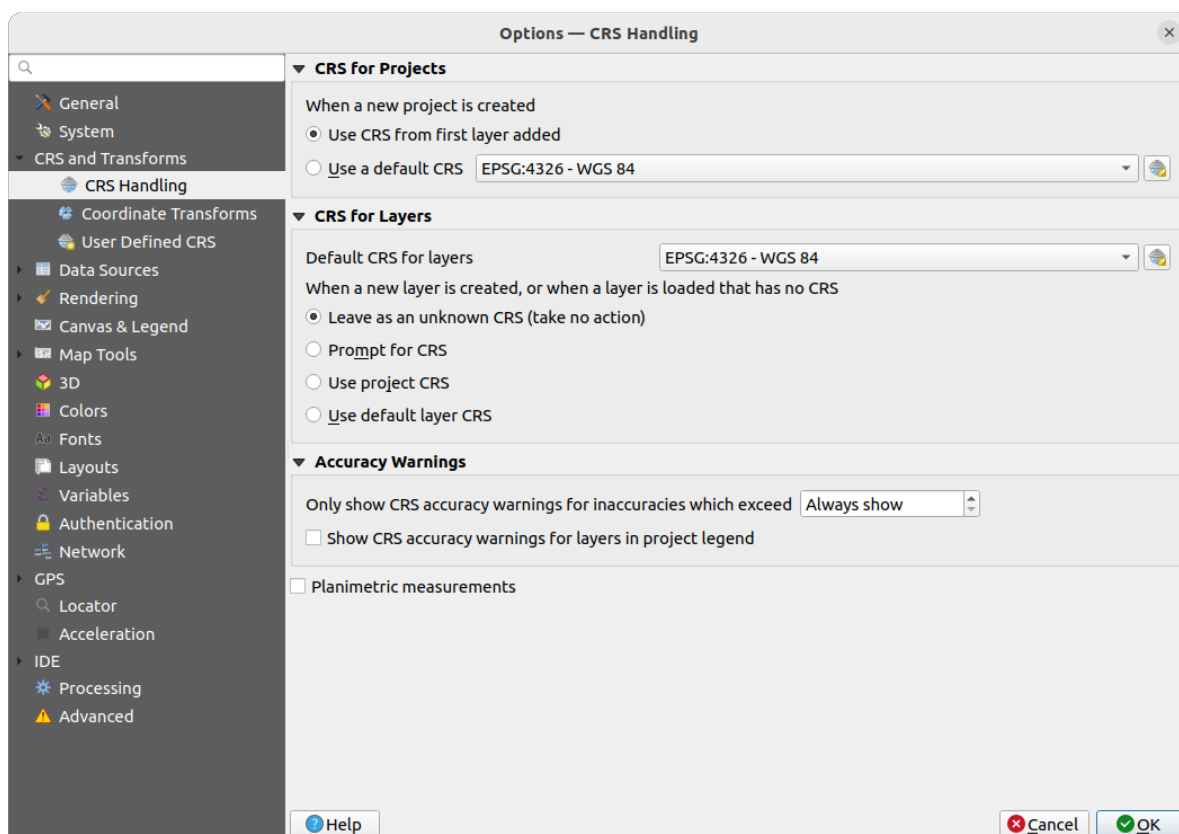 Options — CRS Handling
General
System
CRS and Transforms
CRS Handling
Coordinate Transforms
User Defined CRS
Data Sources
Rendering
Canvas & Legend
Map Tools
3D
Colors
Aa Fonts
Layouts
ε Variables
Authentication
Network
GPS
Locator
Acceleration
IDE
Processing
Advanced
CRS for Projects
When a new project is created
Use CRS from first layer added
Use a default CRS EPSG:4326 - WGS 84
CRS for Layers
Default CRS for layers EPSG:4326 - WGS 84
When a new layer is created, or when a layer is loaded that has no CRS
Leave as an unknown CRS (take no action)
Prompt for CRS
Use project CRS
Use default layer CRS
Accuracy Warnings
Only show CRS accuracy warnings for inaccuracies which exceed Always show
Show CRS accuracy warnings for layers in project legend
Planimetric measurements
Help Cancel OK